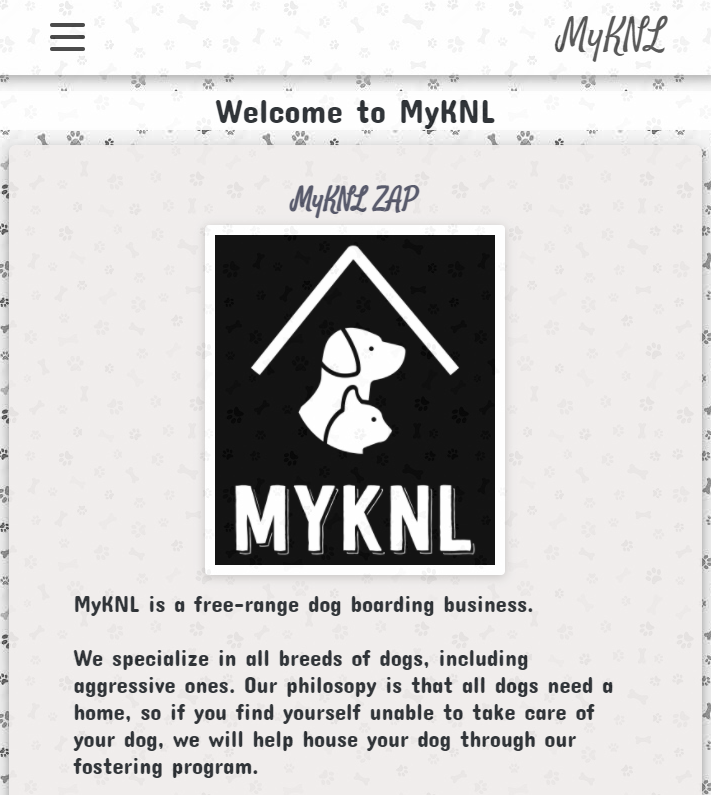 MyKNL
Welcome to MyKNL
MyKNL ZAP
MYKNL
MyKNL is a free-range dog boarding business.
We specialize in all breeds of dogs, including
aggressive ones. Our philosopy is that all dogs need a
home, so if you find yourself unable to take care of
your dog, we will help house your dog through our
fostering program.